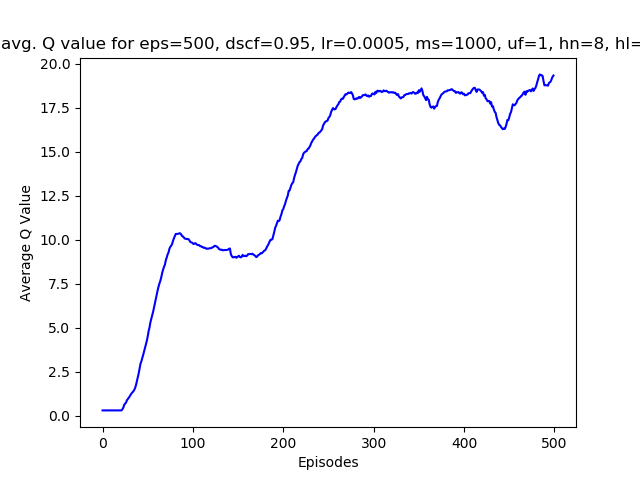 avg. Q value for eps=500, dscf=0.95, lr=0.0005, ms=1000, uf=1, hn=8, hl=
20.0
17.5
15.0
12.5
10.0
7.5
5.0
2.5
0.0
Average Q Value
0 100 200 300 400 500
Episodes